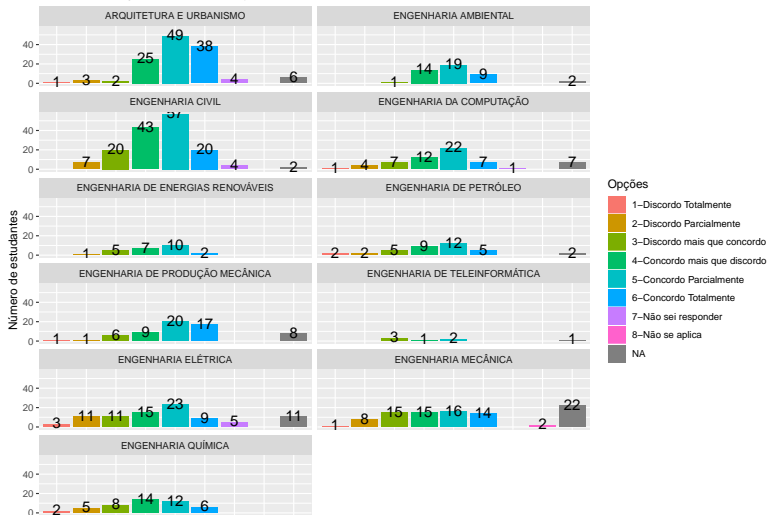 ARQUITETURA E URBANISMO
ENGENHARIA AMBIENTAL
40
20
0
1 3 2 25 49 38 4 6
1 14 19 9 2
ENGENHARIA CIVIL
ENGENHARIA DA COMPUTAÇÃO
40
20
0
7 20 43 57 20 4 2
1 4 7 12 22 7 1 7
ENGENHARIA DE ENERGIAS RENOVÁVEIS
ENGENHARIA DE PETRÓLEO
40
20
0
1 5 7 10 2
2 2 5 9 12 5 2
ENGENHARIA DE PRODUÇÃO MECÂNICA
ENGENHARIA DE TELEINFORMÁTICA
40
20
0
1 1 6 9 20 17 8
3 1 2 1
ENGENHARIA ELÉTRICA
ENGENHARIA MECÂNICA
40
20
0
3 11 11 15 23 9 5 11
1 8 15 15 16 14 2 22
ENGENHARIA QUÍMICA
40
20
0
2 5 8 14 12 6
Número de estudantes
Opções
1–Discordo Totalmente
2–Discordo Parcialmente
3–Discordo mais que concordo
4–Concordo mais que discordo
5–Concordo Parcialmente
6–Concordo Totalmente
7–Não sei responder
8–Não se aplica
NA